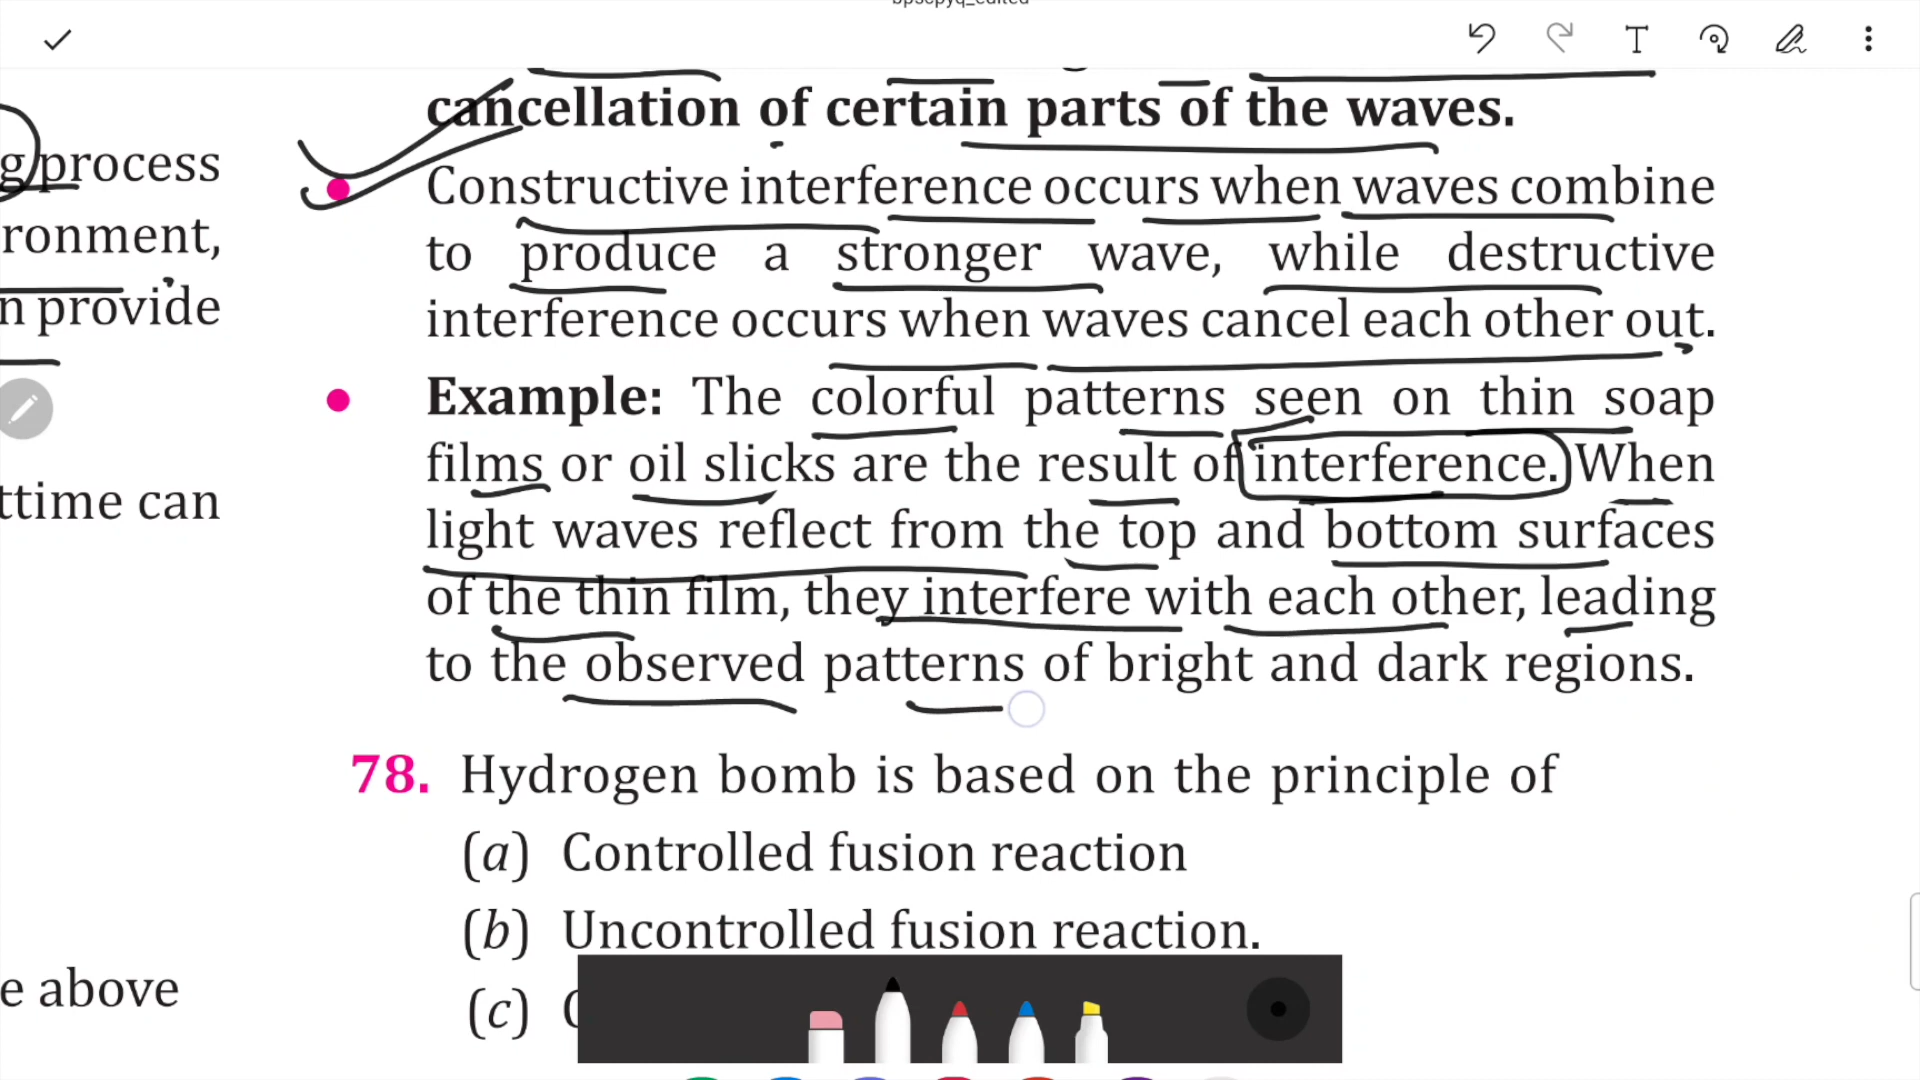 cancellation of certain parts of the waves.
g process
Constructive interference occurs when waves combine
ronment,
to produce a stronger wave, while destructive
n provide
interference occurs when waves cancel each other out.
Example: The colorful patterns seen on thin soap
films or oil slicks are the result of interference. When
ttime can
light waves reflect from the top and bottom surfaces
of the thin film, they interfere with each other, leading
to the observed patterns of bright and dark regions.
78. Hydrogen bomb is based on the principle of
(a) Controlled fusion reaction
(b) Uncontrolled fusion reaction.
e above
(c)